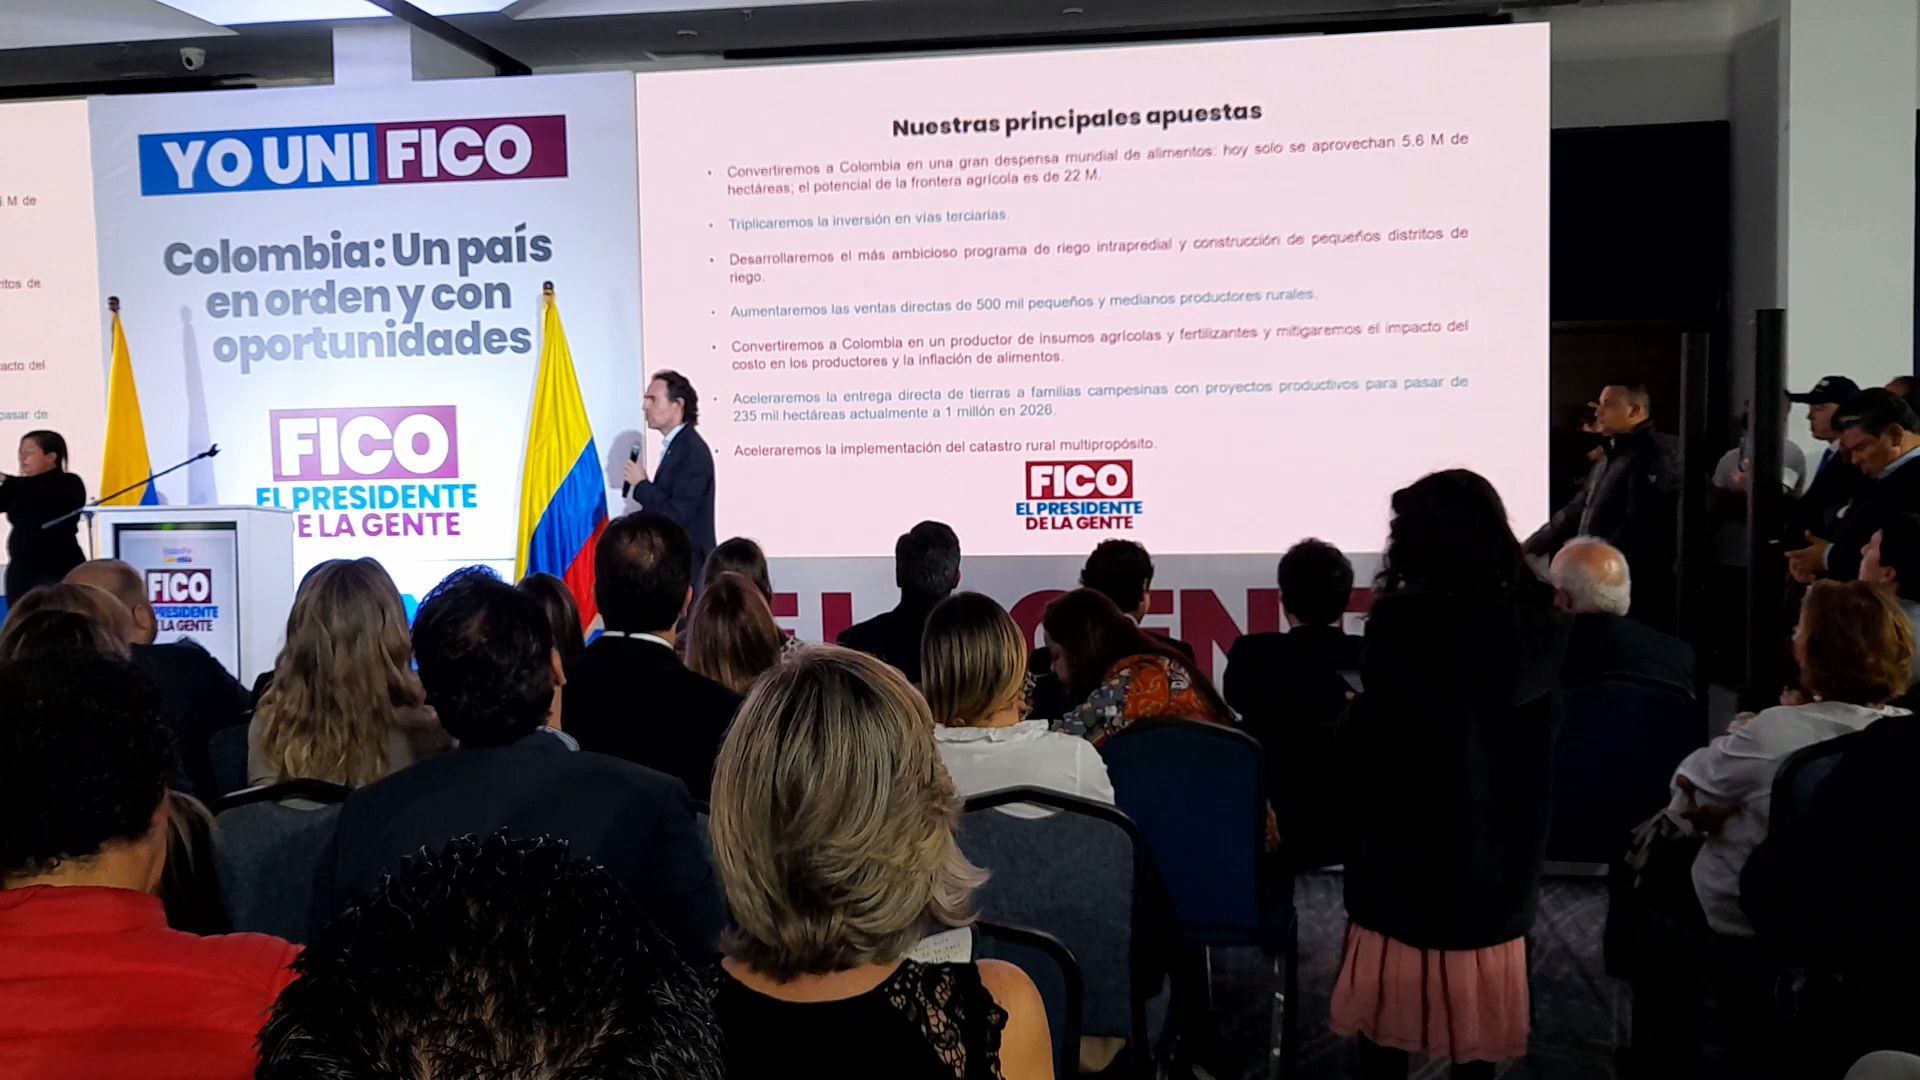 YO UNI FICO
Colombia: Un país
en orden y con
oportunidades
FICO
EL PRESIDENTE
DE LA GENTE
FICO
PRESIDENTE
LA GENTE
M de
itos de
acto del
pasar de
Nuestras principales apuestas
• Convertiremos a Colombia en una gran despensa mundial de alimentos: hoy solo se aprovechan 5.6 M de
hectáreas; el potencial de la frontera agrícola es de 22 M.
• Triplicaremos la inversión en vías terciarias.
• Desarrollaremos el más ambicioso programa de riego intrapredial y construcción de pequeños distritos de
riego.
• Aumentaremos las ventas directas de 500 mil pequeños y medianos productores rurales.
• Convertiremos a Colombia en un productor de insumos agrícolas y fertilizantes y mitigaremos el impacto del
costo en los productores y la inflación de alimentos.
• Aceleraremos la entrega directa de tierras a familias campesinas con proyectos productivos para pasar de
235 mil hectáreas actualmente a 1 millón en 2026.
• Aceleraremos la implementación del catastro rural multipropósito.
FICO
EL PRESIDENTE
DE LA GENTE